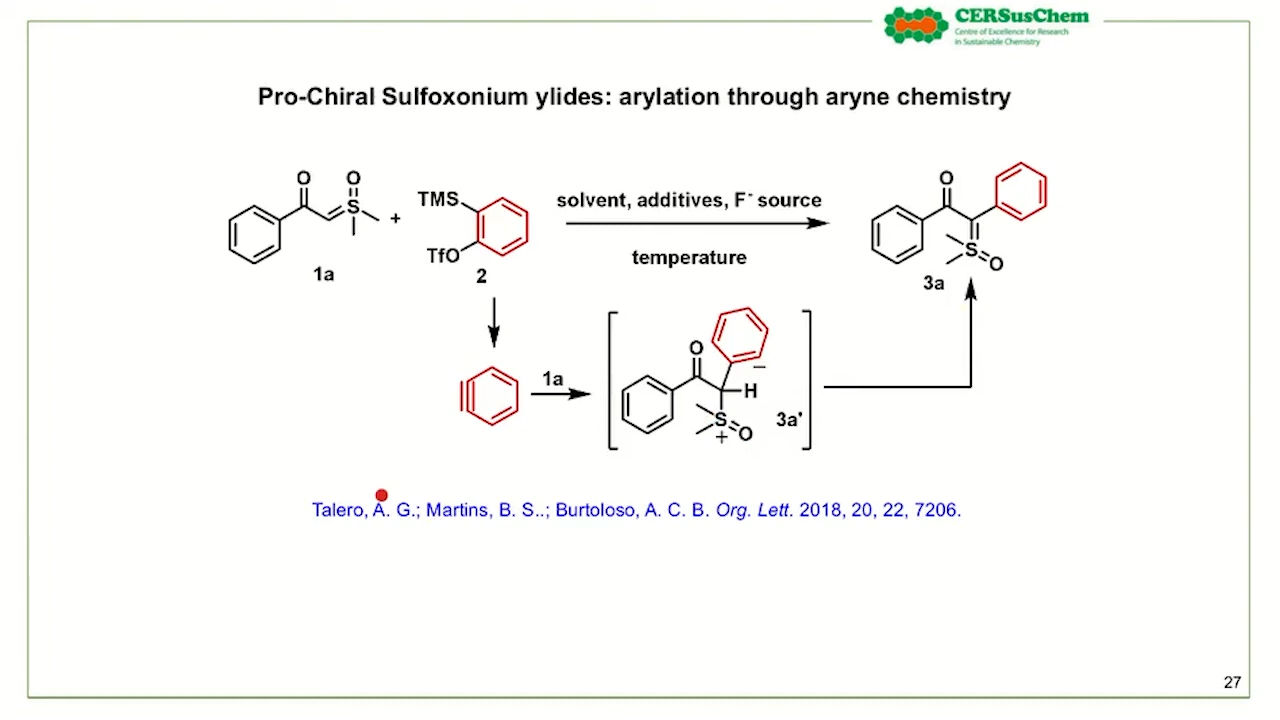 CERSusChem
Centre of Excellence for Research
in Sustainable Chemistry
Pro-Chiral Sulfoxonium ylides: arylation through aryne chemistry
O
O
S
+
1a
TMS
TfO
2
solvent, additives, F- source
temperature
O
S
O
3a
1a
O
H
S
+
O
−
3a'
Talero, A. G.; Martins, B. S..; Burtoloso, A. C. B. Org. Lett. 2018, 20, 22, 7206.
27